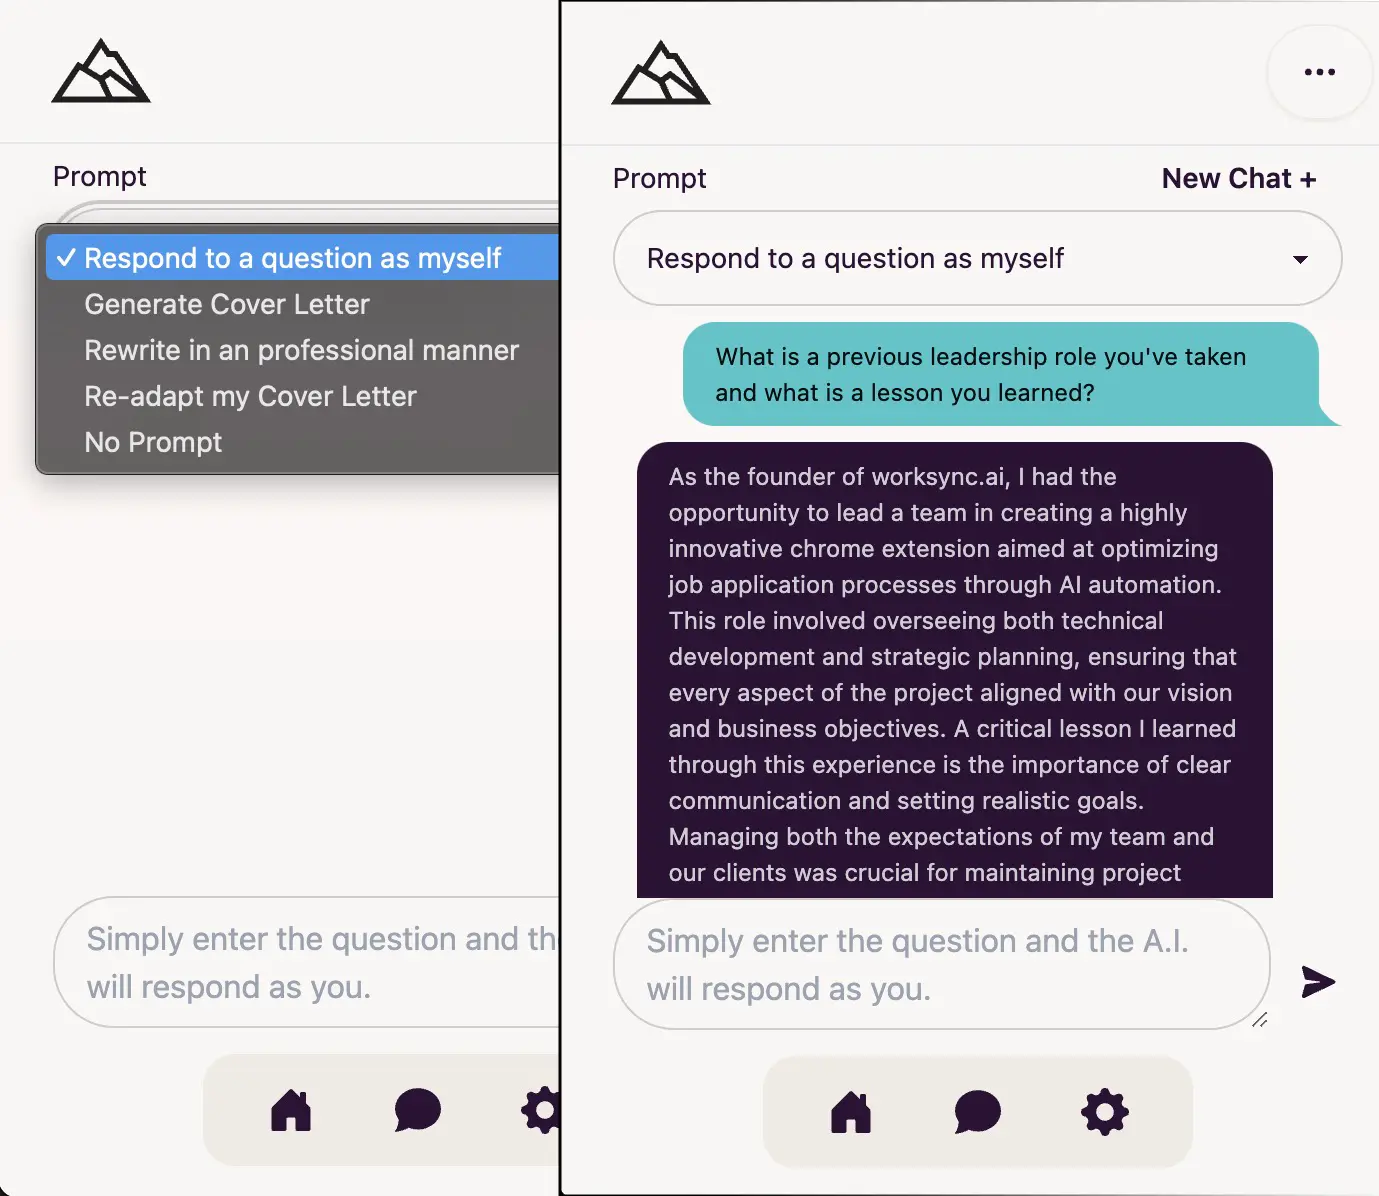 Prompt
✓ Respond to a question as myself
Generate Cover Letter
Rewrite in an professional manner
Re-adapt my Cover Letter
No Prompt
Simply enter the question and
will respond as you.
Prompt
New Chat +
Respond to a question as myself
What is a previous leadership role you've taken
and what is a lesson you learned?
As the founder of worksync.ai, I had the
opportunity to lead a team in creating a highly
innovative chrome extension aimed at optimizing
job application processes through AI automation.
This role involved overseeing both technical
development and strategic planning, ensuring that
every aspect of the project aligned with our vision
and business objectives. A critical lesson I learned
through this experience is the importance of clear
communication and setting realistic goals.
Managing both the expectations of my team and
our clients was crucial for maintaining project
Simply enter the question and the A.I.
will respond as you.